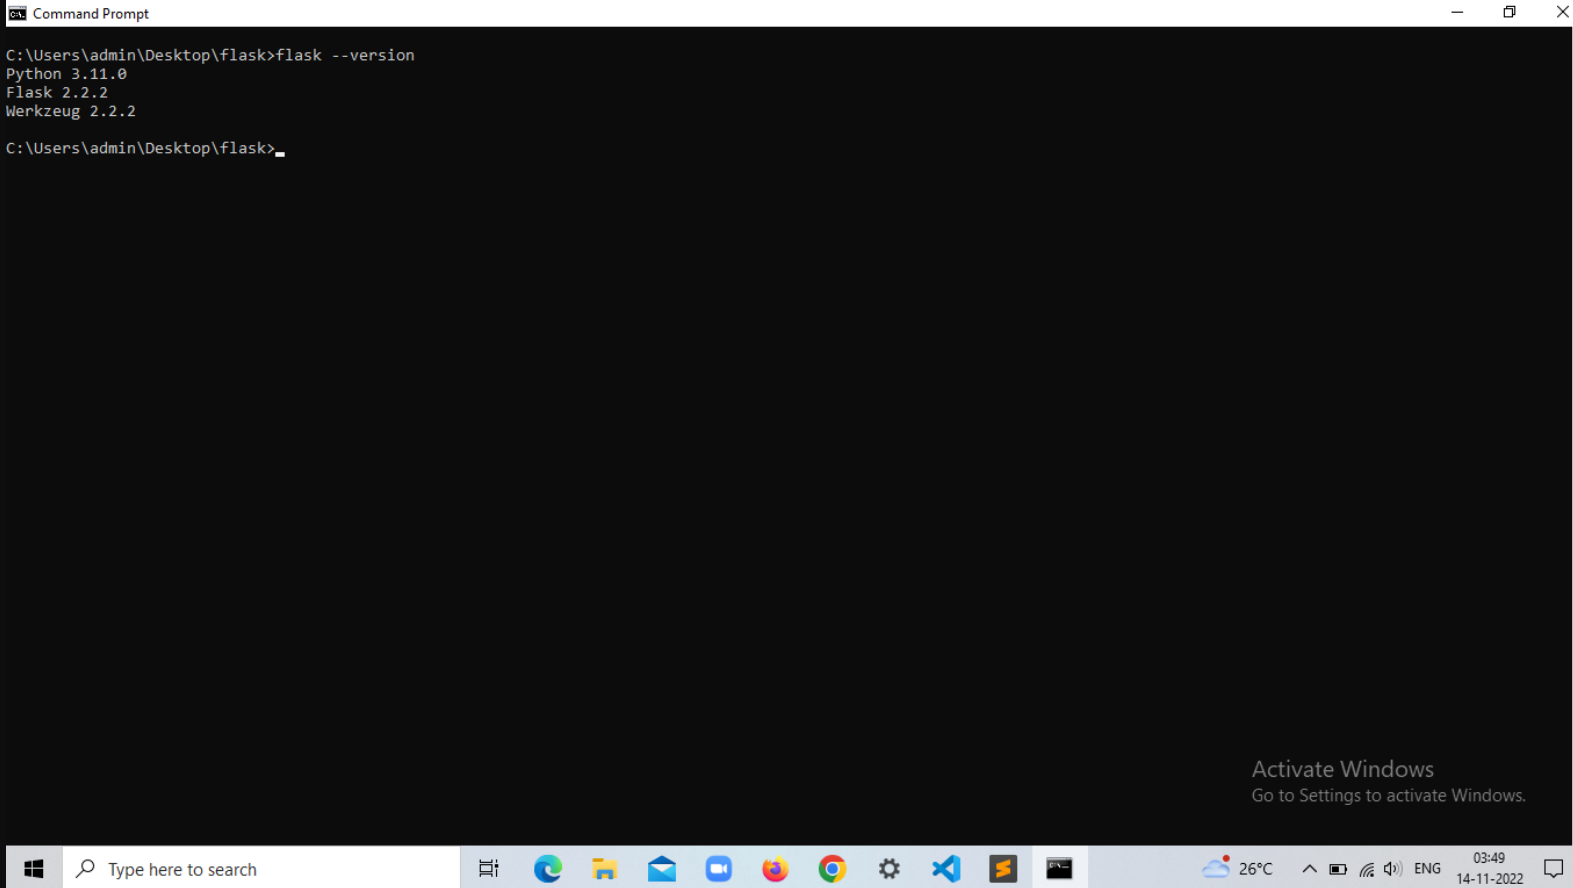 Command Prompt
C:\Users\admin\Desktop\flask>flask --version
Python 3.11.0
Flask 2.2.2
Werkzeug 2.2.2
C:\Users\admin\Desktop\flask>
Activate Windows
Go to Settings to activate Windows.
Type here to search
26°C
ENG
03:49
14-11-2022